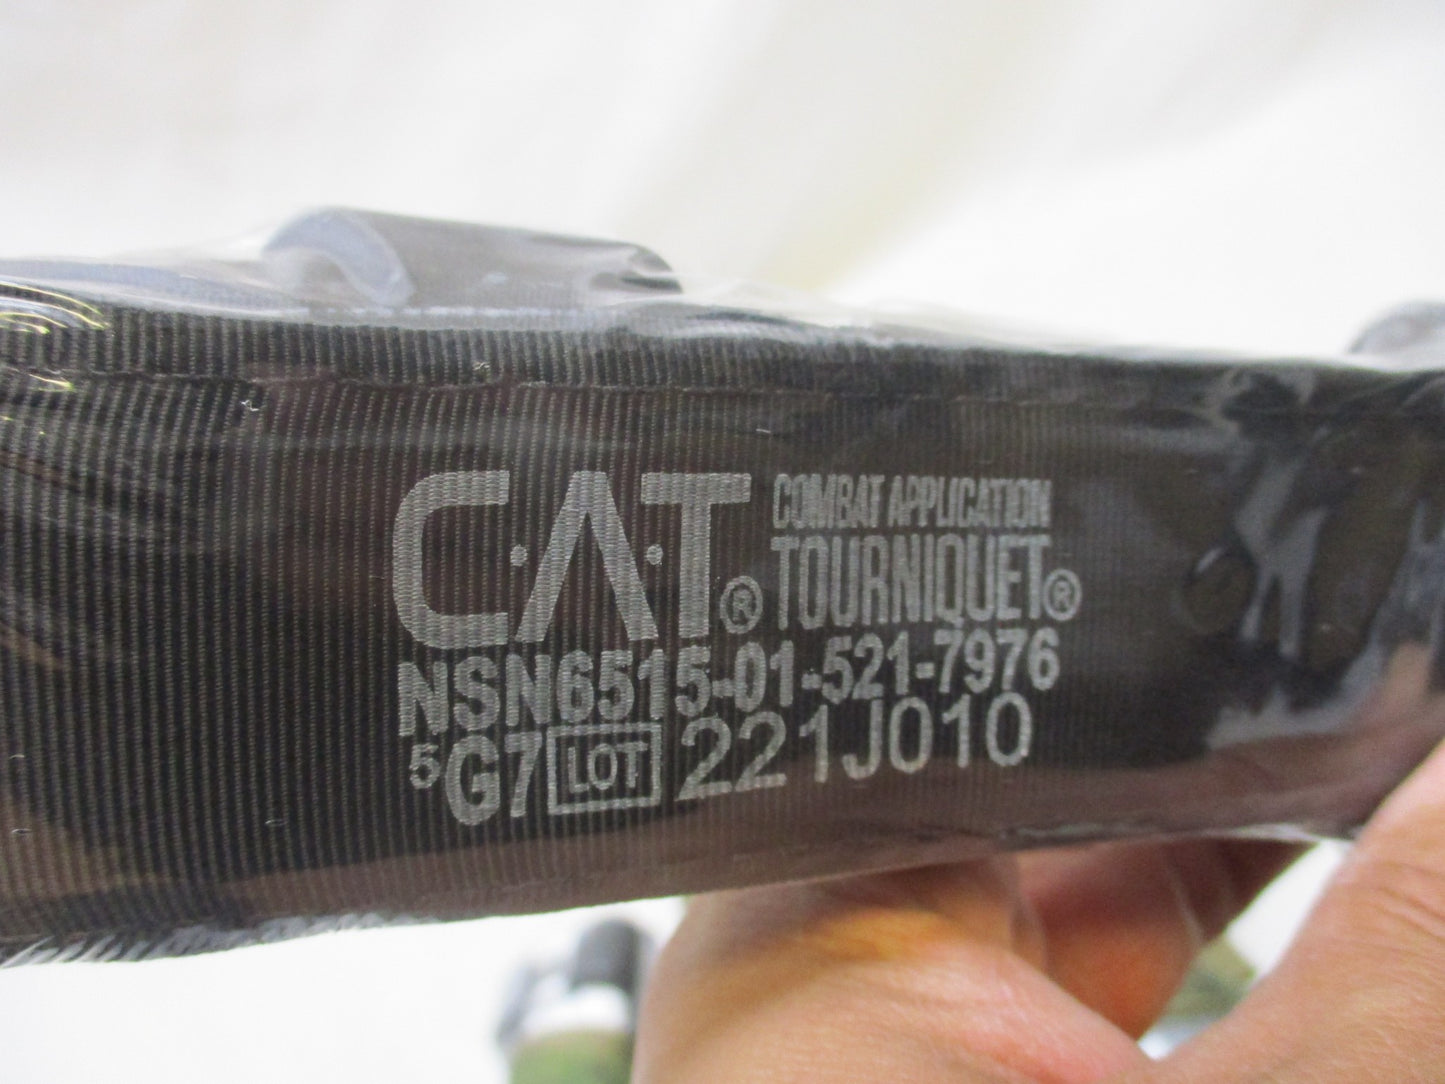 C·A·T® COMBAT APPLICATION
TOURNIQUET®
NSN6515-01-521-7976
5G7 LOT 221J010